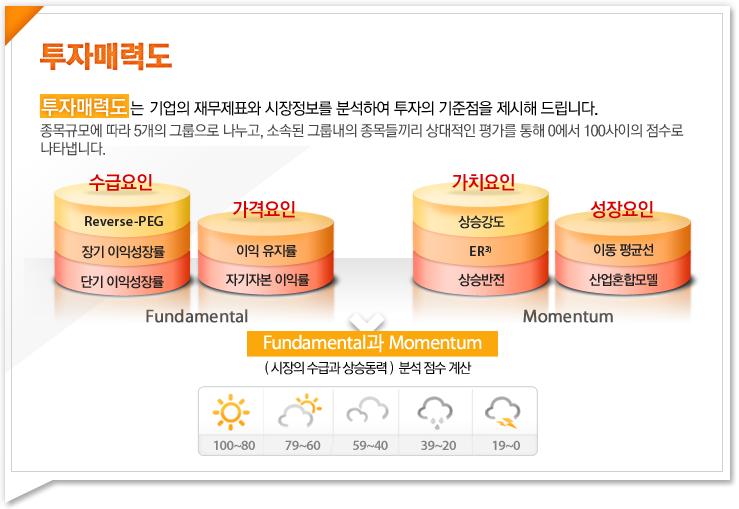 투자매력도
투자매력도는 기업의 재무제표와 시장정보를 분석하여 투자의 기준점을 제시해 드립니다.
종목규모에 따라 5개의 그룹으로 나누고, 소속된 그룹내의 종목들끼리 상대적인 평가를 통해 0에서 100사이의 점수로
나타냅니다.
수급요인
Reverse-PEG
장기 이익성장률
단기 이익성장률
가격요인
이익 유지률
자기자본 이익률
Fundamental
가치요인
상승강도
ER³⁾
상승반전
성장요인
이동 평균선
산업혼합모델
Momentum
Fundamental과 Momentum
( 시장의 수급과 상승동력 ) 분석 점수 계산
100~80 79~60 59~40 39~20 19~0